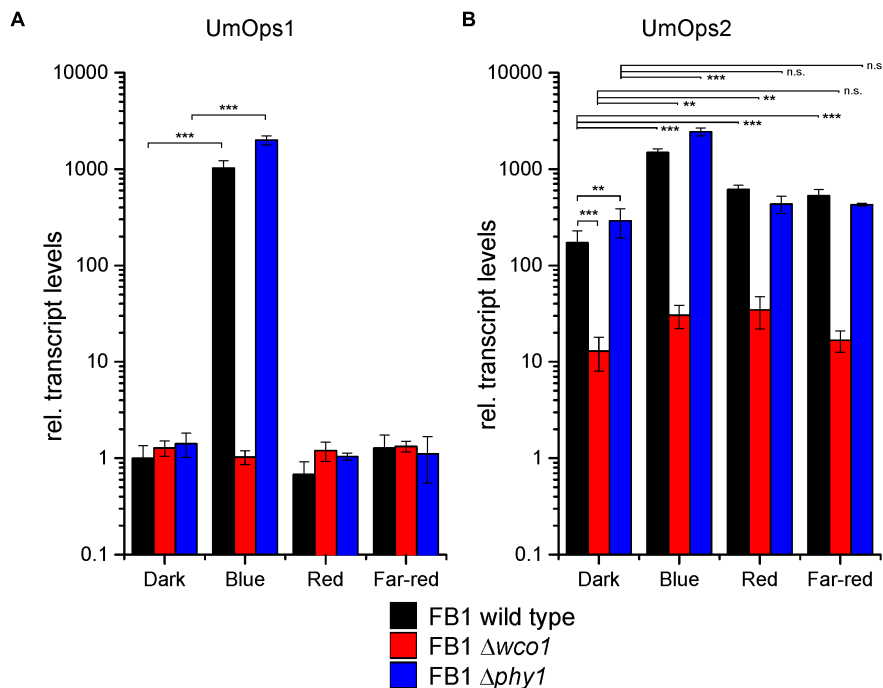 A
UmOps1
rel. transcript levels
10000
1000
100
10
1
0.1
***
***
Dark
Blue
Red
Far-red
B
UmOps2
rel. transcript levels
10000
1000
100
10
1
0.1
n.s
n.s.
***
n.s.
**
**
***
***
***
**
***
Dark
Blue
Red
Far-red
FB1 wild type
FB1 Δwco1
FB1 Δphy1